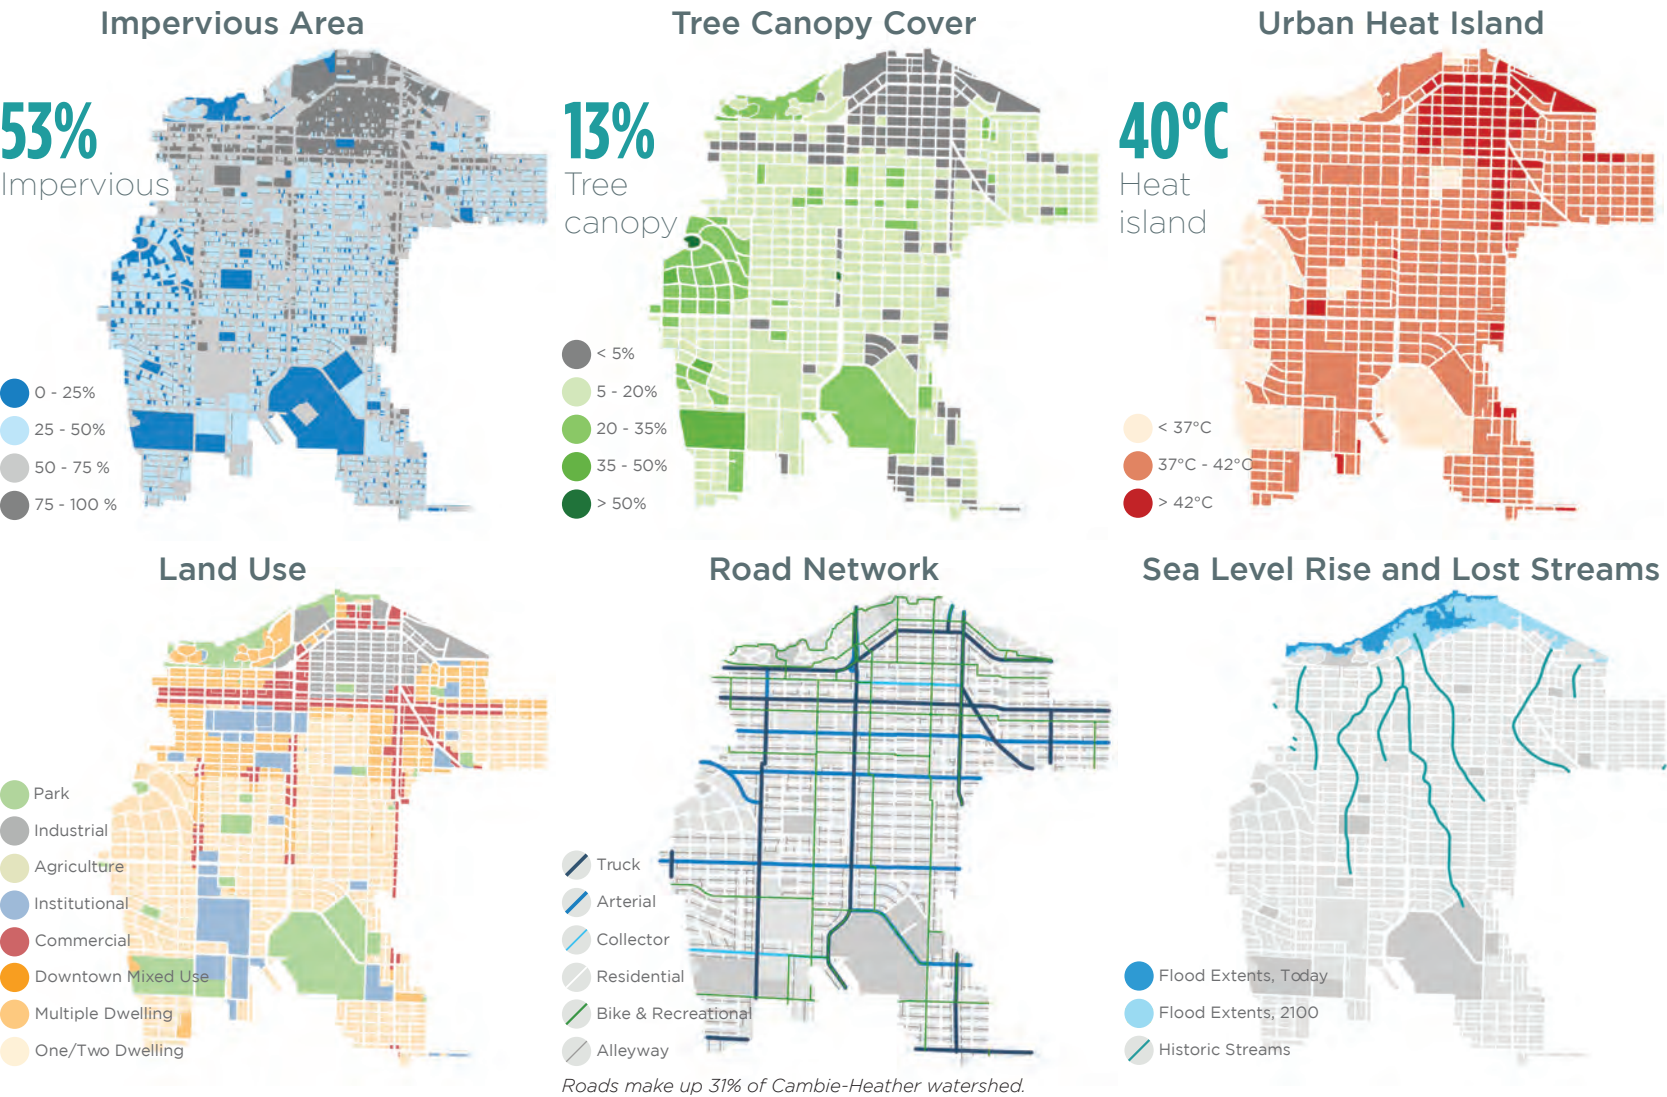 Impervious Area
53%
Impervious
0 - 25%
25 - 50%
50 - 75 %
75 - 100 %
Tree Canopy Cover
13%
Tree
canopy
< 5%
5 - 20%
20 - 35%
35 - 50%
> 50%
Urban Heat Island
40°C
Heat
island
< 37°C
37°C - 42°C
> 42°C
Land Use
Park
Industrial
Agriculture
Institutional
Commercial
Downtown Mixed Use
Multiple Dwelling
One/Two Dwelling
Road Network
Truck
Arterial
Collector
Residential
Bike & Recreational
Alleyway
Roads make up 31% of Cambie-Heather watershed.
Sea Level Rise and Lost Streams
Flood Extents, Today
Flood Extents, 2100
Historic Streams